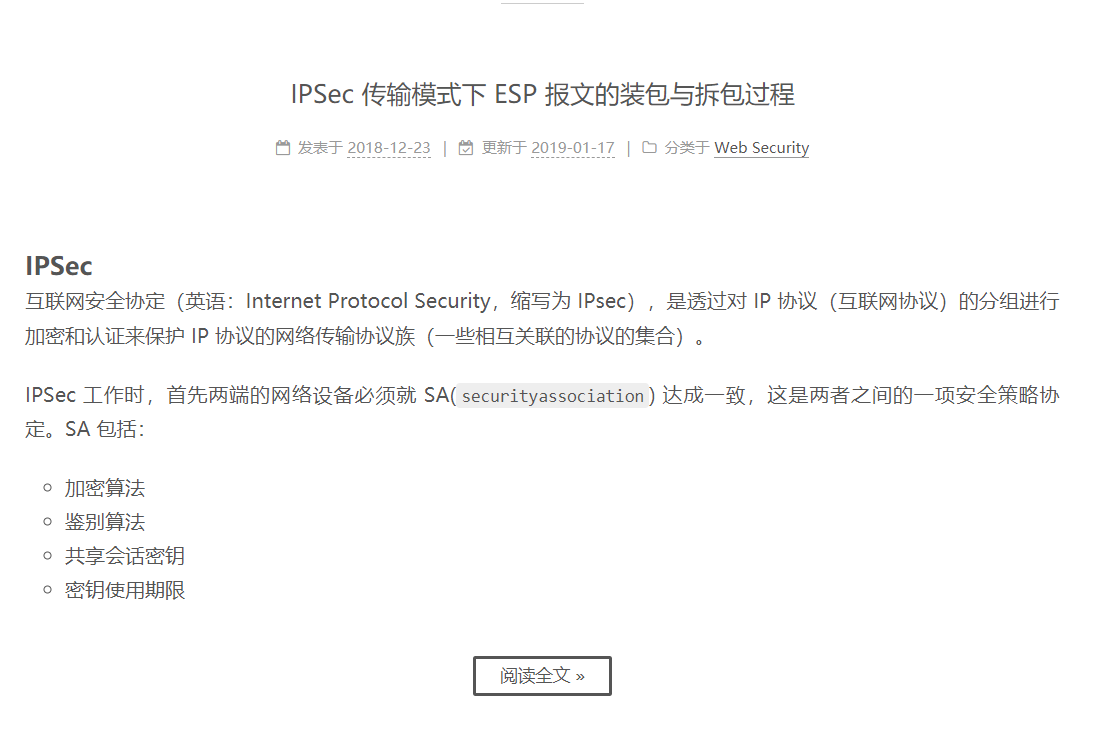 IPSec 传输模式下 ESP 报文的装包与拆包过程
发表于 2018-12-23 | 更新于 2019-01-17 | 分类于 Web Security
IPSec
互联网安全协定（英语：Internet Protocol Security，缩写为 IPsec），是透过对 IP 协议（互联网协议）的分组进行
加密和认证来保护 IP 协议的网络传输协议族（一些相互关联的协议的集合）。
IPSec 工作时，首先两端的网络设备必须就 SA(securityassociation) 达成一致，这是两者之间的一项安全策略协
定。SA 包括：
加密算法
鉴别算法
共享会话密钥
密钥使用期限
阅读全文 »